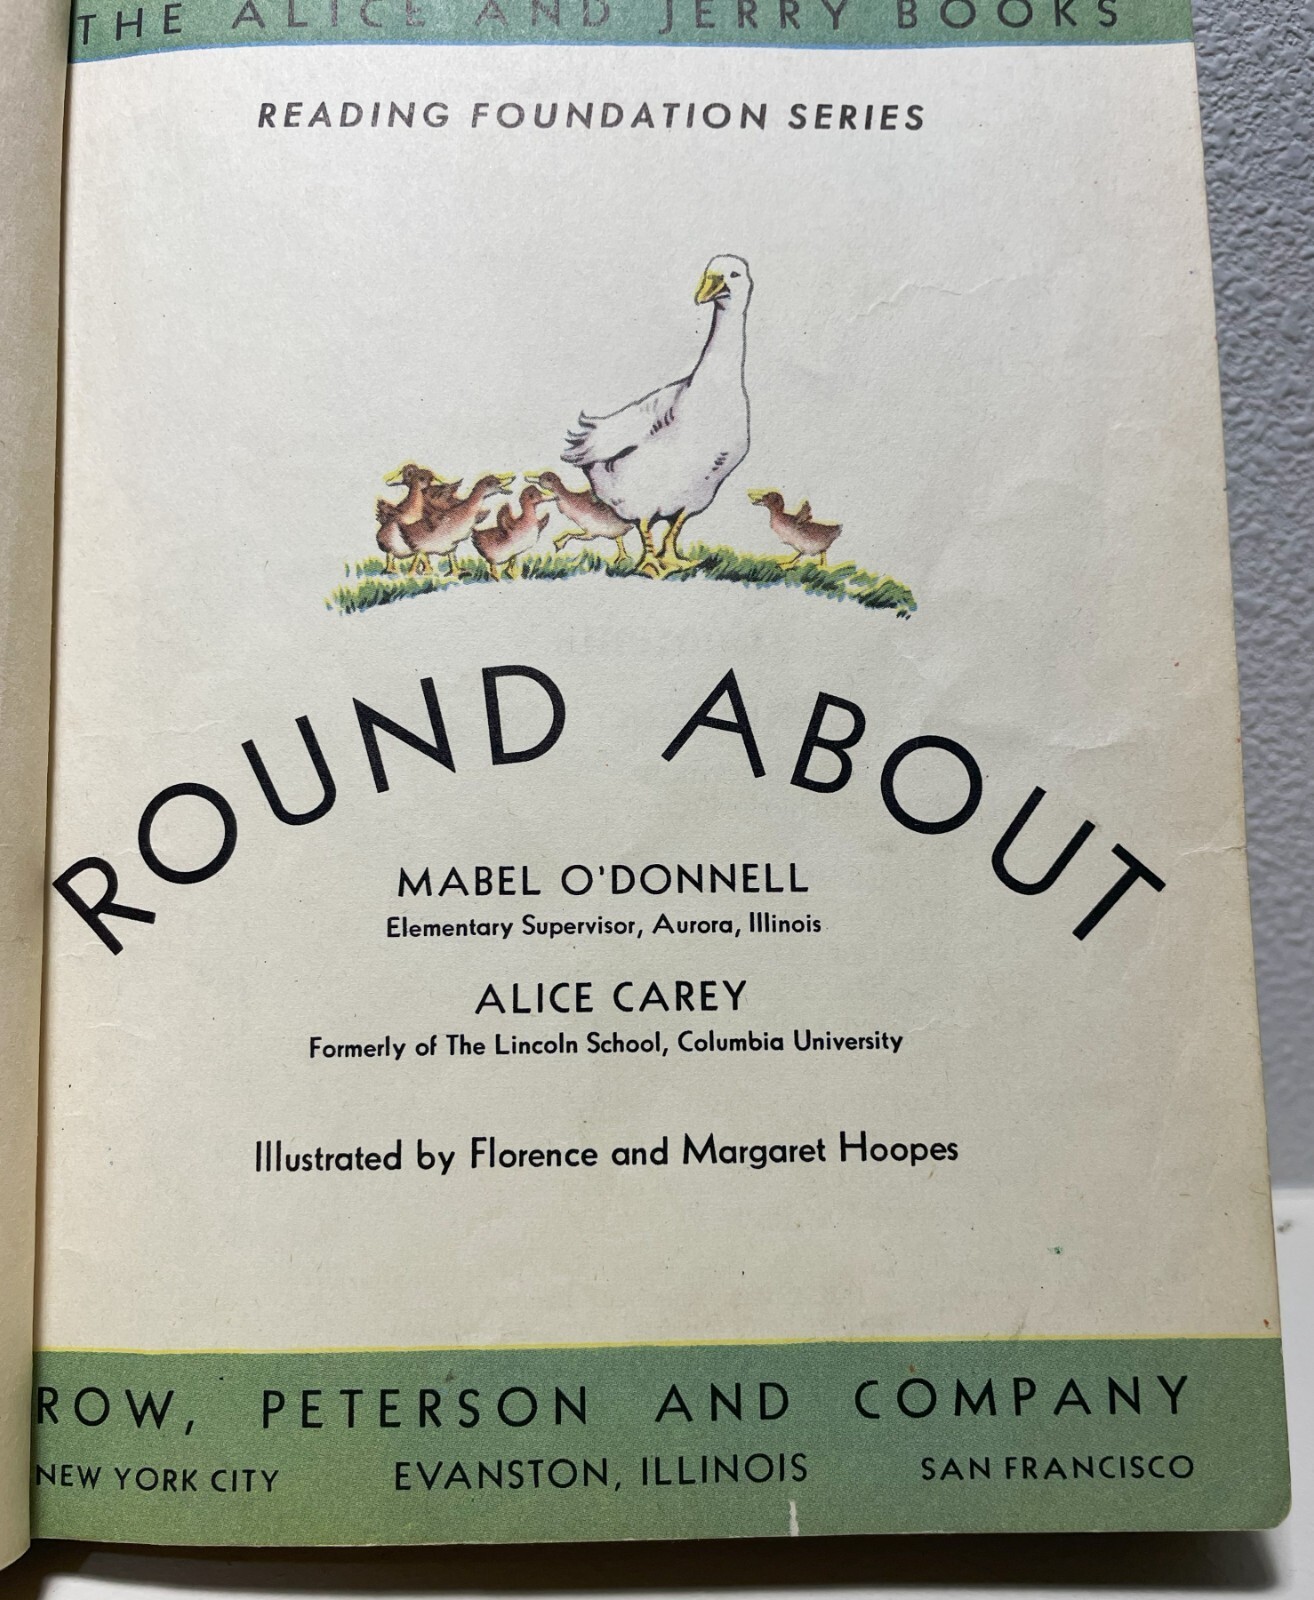 THE ALICE AND JERRY BOOKS
READING FOUNDATION SERIES
ROUND ABOUT
MABEL O'DONNELL
Elementary Supervisor, Aurora, Illinois
ALICE CAREY
Formerly of The Lincoln School, Columbia University
Illustrated by Florence and Margaret Hoopes
ROW, PETERSON AND COMPANY
NEW YORK CITY EVANSTON, ILLINOIS SAN FRANCISCO